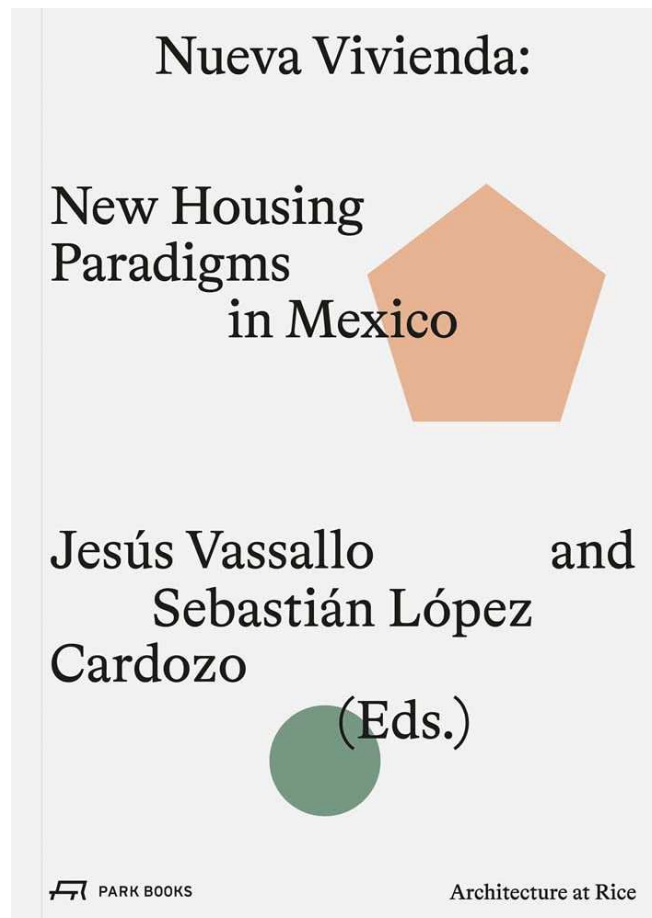 Nueva Vivienda:
New Housing
Paradigms
in Mexico
Jesús Vassallo and
Sebastián López
Cardozo
(Eds.)
PARK BOOKS
Architecture at Rice